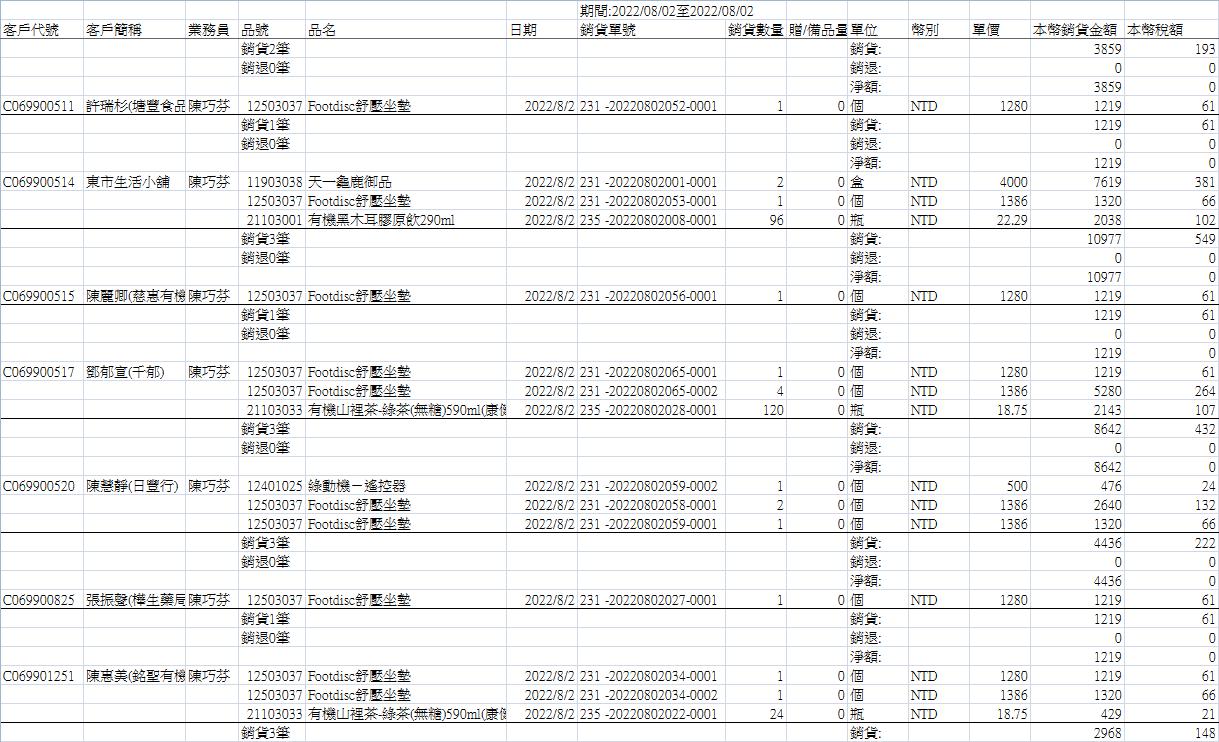 期間:2022/08/02至2022/08/02
客戶代號 客戶簡稱 業務員 品號 品名 日期 銷貨單號 銷貨數量 贈/備品量 單位 幣別 單價 本幣銷貨金額 本幣稅額
銷貨2筆 銷貨: 3859 193
銷退0筆 銷退: 0 0
淨額: 3859 0
C069900511 許瑞杉(塘豐食品 陳巧芬 12503037 Footdisc舒壓坐墊 2022/8/2 231 -20220802052-0001 1 0 個 NTD 1280 1219 61
銷貨1筆 銷貨: 1219 61
銷退0筆 銷退: 0 0
淨額: 1219 0
C069900514 東市生活小舖 陳巧芬 11903038 天一龜鹿御品 2022/8/2 231 -20220802001-0001 2 0 盒 NTD 4000 7619 381
12503037 Footdisc舒壓坐墊 2022/8/2 231 -20220802053-0001 1 0 個 NTD 1386 1320 66
21103001 有機黑木耳膠原飲290ml 2022/8/2 235 -20220802008-0001 96 0 瓶 NTD 22.29 2038 102
銷貨3筆 銷貨: 10977 549
銷退0筆 銷退: 0 0
淨額: 10977 0
C069900515 陳麗卿(慈惠有機 陳巧芬 12503037 Footdisc舒壓坐墊 2022/8/2 231 -20220802056-0001 1 0 個 NTD 1280 1219 61
銷貨1筆 銷貨: 1219 61
銷退0筆 銷退: 0 0
淨額: 1219 0
C069900517 鄧郁宣(千郁) 陳巧芬 12503037 Footdisc舒壓坐墊 2022/8/2 231 -20220802065-0001 1 0 個 NTD 1280 1219 61
12503037 Footdisc舒壓坐墊 2022/8/2 231 -20220802065-0002 4 0 個 NTD 1386 5280 264
21103033 有機山裡茶-綠茶(無糖)590ml(康 2022/8/2 235 -20220802028-0001 120 0 瓶 NTD 18.75 2143 107
銷貨3筆 銷貨: 8642 432
銷退0筆 銷退: 0 0
淨額: 8642 0
C069900520 陳慧靜(日豐行) 陳巧芬 12401025 綠動機－遙控器 2022/8/2 231 -20220802059-0002 1 0 個 NTD 500 476 24
12503037 Footdisc舒壓坐墊 2022/8/2 231 -20220802058-0001 2 0 個 NTD 1386 2640 132
12503037 Footdisc舒壓坐墊 2022/8/2 231 -20220802059-0001 1 0 個 NTD 1386 1320 66
銷貨3筆 銷貨: 4436 222
銷退0筆 銷退: 0 0
淨額: 4436 0
C069900825 張振聲(樺生藥局 陳巧芬 12503037 Footdisc舒壓坐墊 2022/8/2 231 -20220802027-0001 1 0 個 NTD 1280 1219 61
銷貨1筆 銷貨: 1219 61
銷退0筆 銷退: 0 0
淨額: 1219 0
C069901251 陳惠美(銘聖有機 陳巧芬 12503037 Footdisc舒壓坐墊 2022/8/2 231 -20220802034-0001 1 0 個 NTD 1280 1219 61
12503037 Footdisc舒壓坐墊 2022/8/2 231 -20220802034-0002 1 0 個 NTD 1386 1320 66
21103033 有機山裡茶-綠茶(無糖)590ml(康 2022/8/2 235 -20220802022-0001 24 0 瓶 NTD 18.75 429 21
銷貨3筆 銷貨: 2968 148